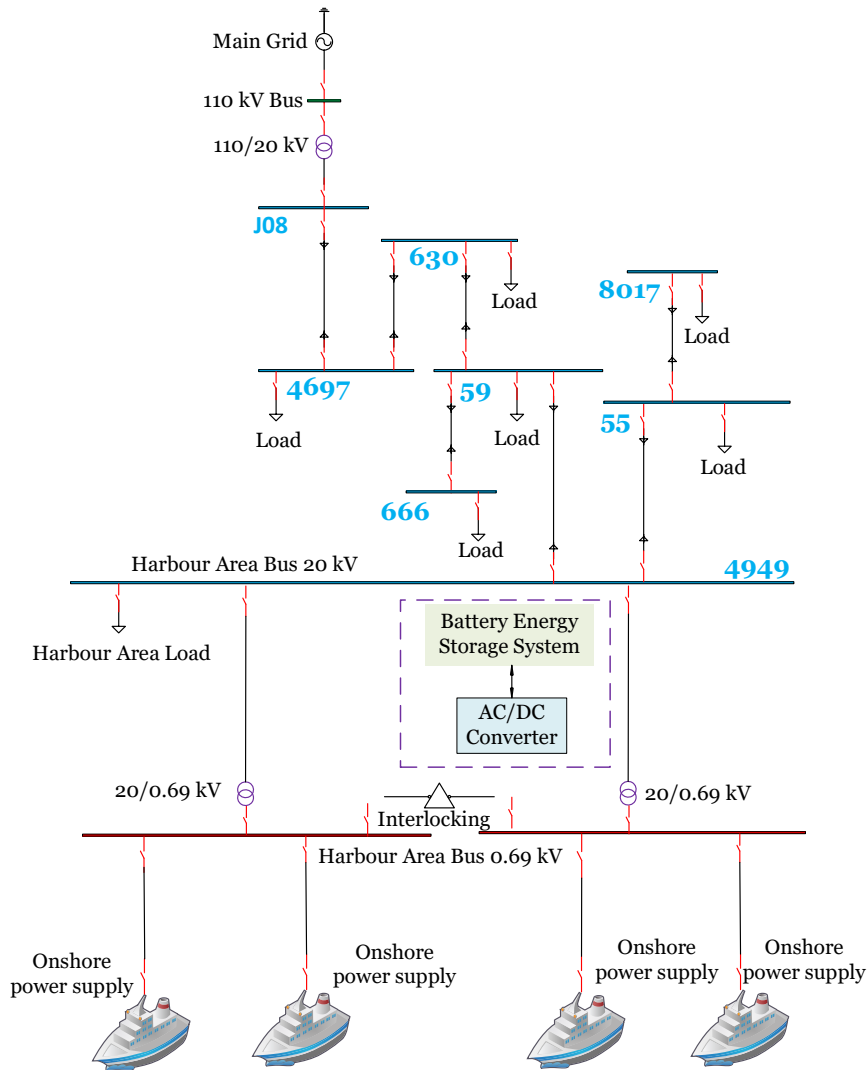 Main Grid
110 kV Bus
110/20 kV
J08
630
Load
8017
Load
4697
Load
59
Load
55
Load
666
Load
Harbour Area Bus 20 kV
4949
Harbour Area Load
Battery Energy
Storage System
AC/DC
Converter
20/0.69 kV
20/0.69 kV
Interlocking
Harbour Area Bus 0.69 kV
Onshore
power supply
Onshore
power supply
Onshore
power supply
Onshore
power supply